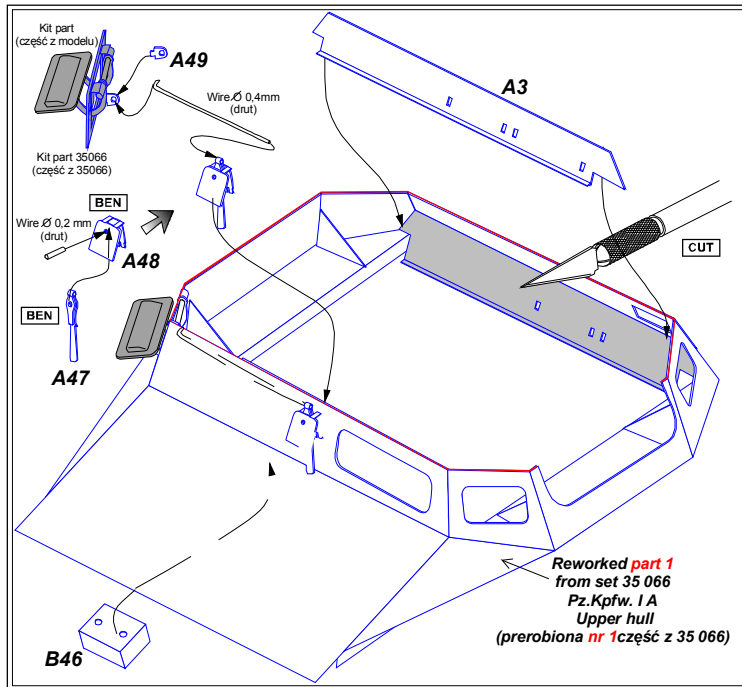 Kit part
(część z modelu)
A49
A3
Wire Ø 0,4mm
(drut)
Kit part 35066
(część z 35066)
BEN
Wire Ø 0,2 mm
(drut)
A48
CUT
BEN
A47
Reworked part 1
from set 35 066
Pz.Kpfw. I A
Upper hull
(prerobiona nr 1część z 35 066)
B46